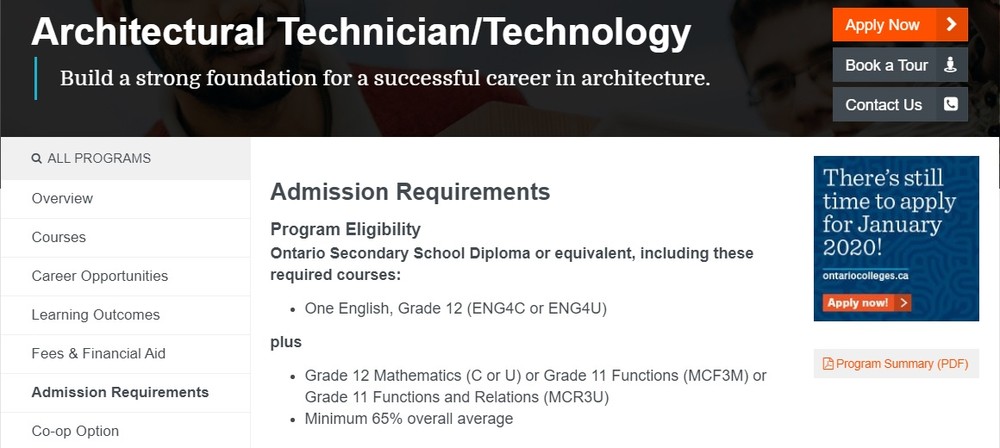 Architectural Technician/Technology
Build a strong foundation for a successful career in architecture.
Apply Now
Book a Tour
Contact Us
ALL PROGRAMS
Overview
Courses
Career Opportunities
Learning Outcomes
Fees & Financial Aid
Admission Requirements
Co-op Option
Admission Requirements
Program Eligibility
Ontario Secondary School Diploma or equivalent, including these
required courses:
• One English, Grade 12 (ENG4C or ENG4U)
plus
• Grade 12 Mathematics (C or U) or Grade 11 Functions (MCF3M) or
Grade 11 Functions and Relations (MCR3U)
• Minimum 65% overall average
There's still
time to apply
for January
2020!
ontariocolleges.ca
Apply now!
Program Summary (PDF)